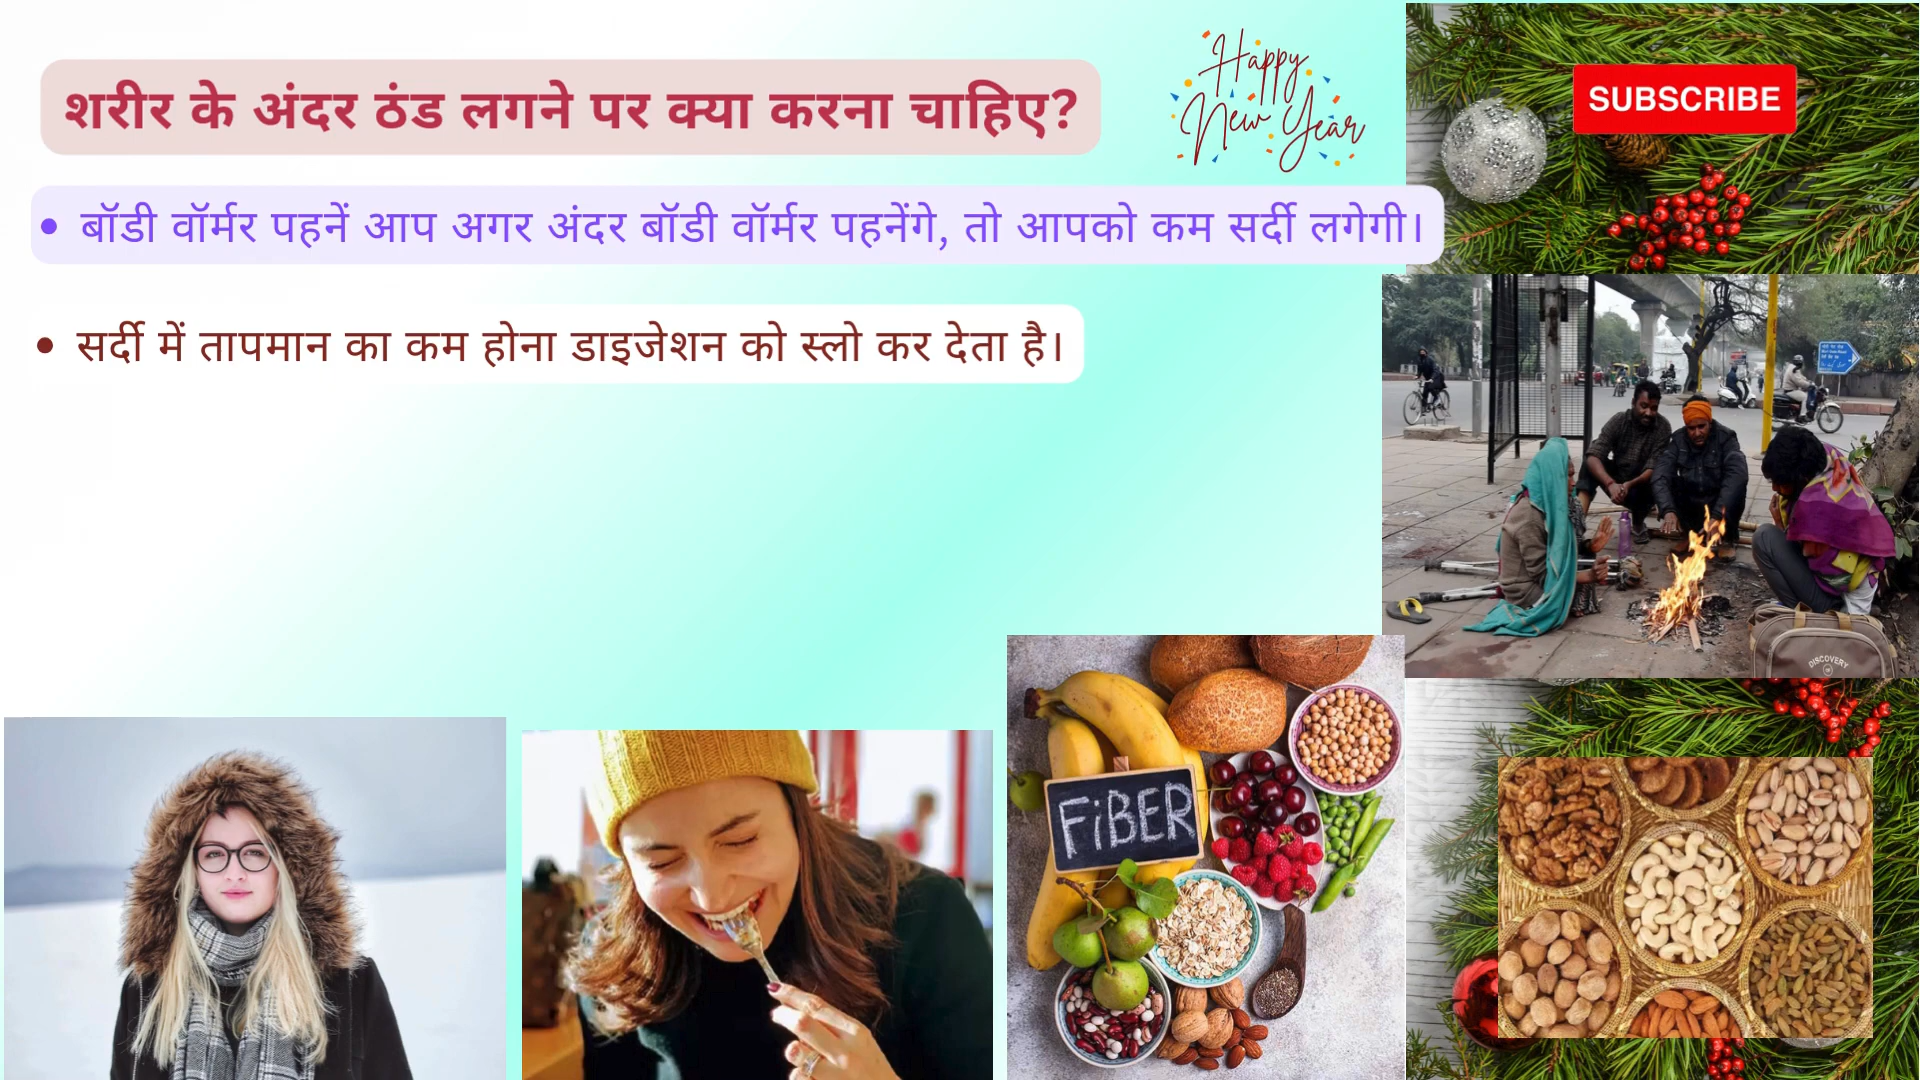 शरीर के अंदर ठंड लगने पर क्या करना चाहिए?
Happy
New Year
SUBSCRIBE
• बॉडी वॉर्मर पहनें आप अगर अंदर बॉडी वॉर्मर पहनेंगे, तो आपको कम सर्दी लगेगी।
• सर्दी में तापमान का कम होना डाइजेशन को स्लो कर देता है।
DISCOVERY
FiBER